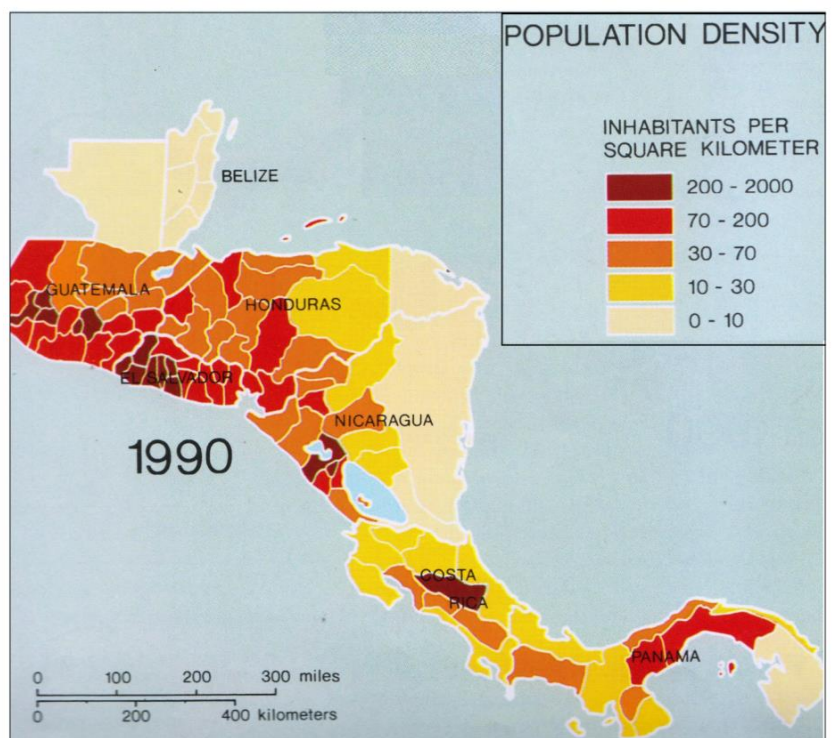 POPULATION DENSITY
INHABITANTS PER
SQUARE KILOMETER
200 - 2000
70 - 200
30 - 70
10 - 30
0 - 10
BELIZE
GUATEMALA
HONDURAS
EL SALVADOR
NICARAGUA
1990
COSTA
RICA
PANAMA
0 100 200 300 miles
0 200 400 kilometers